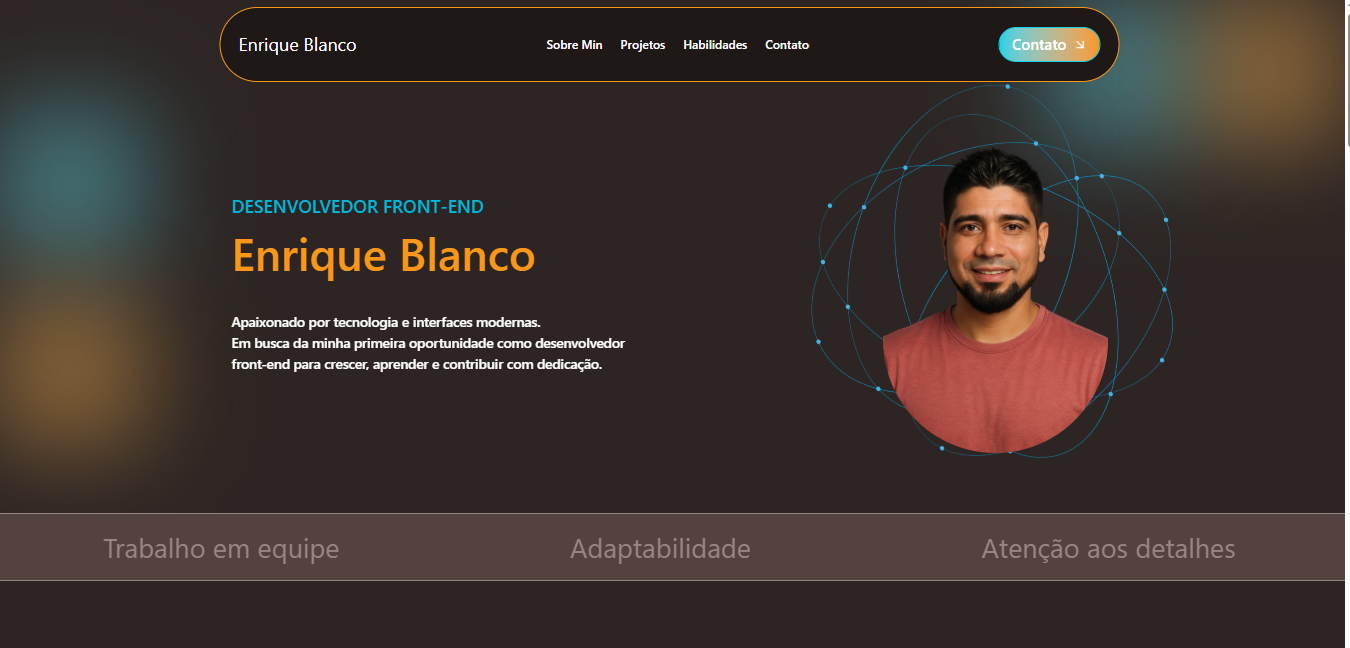 Enrique Blanco
Sobre Min
Projetos
Habilidades
Contato
Contato
DESENVOLVEDOR FRONT-END
Enrique Blanco
Apaixonado por tecnologia e interfaces modernas.
Em busca da minha primeira oportunidade como desenvolvedor
front-end para crescer, aprender e contribuir com dedicação.
Trabalho em equipe
Adaptabilidade
Atenção aos detalhes